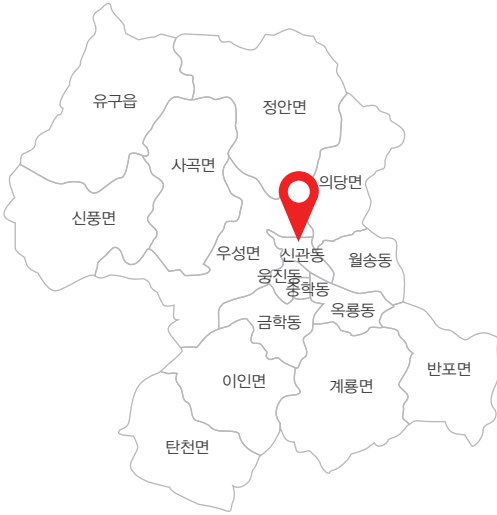 유구읍
정안면
사곡면
의당면
신풍면
우성면
신관동
월송동
웅진동
중학동
옥룡동
금학동
반포면
이인면
계룡면
탄천면